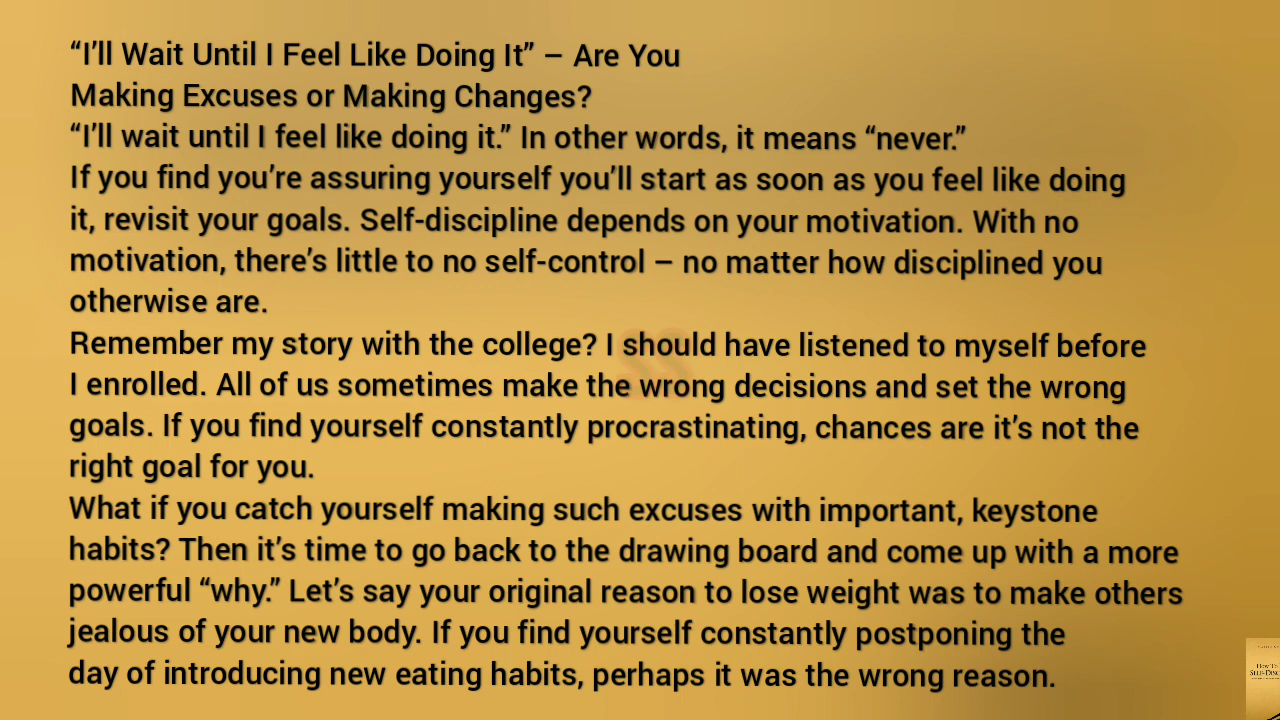 “I’ll Wait Until I Feel Like Doing It” – Are You
Making Excuses or Making Changes?
“I’ll wait until I feel like doing it.” In other words, it means “never.”
If you find you’re assuring yourself you’ll start as soon as you feel like doing
it, revisit your goals. Self-discipline depends on your motivation. With no
motivation, there’s little to no self-control – no matter how disciplined you
otherwise are.
Remember my story with the college? I should have listened to myself before
I enrolled. All of us sometimes make the wrong decisions and set the wrong
goals. If you find yourself constantly procrastinating, chances are it’s not the
right goal for you.
What if you catch yourself making such excuses with important, keystone
habits? Then it’s time to go back to the drawing board and come up with a more
powerful “why.” Let’s say your original reason to lose weight was to make others
jealous of your new body. If you find yourself constantly postponing the
day of introducing new eating habits, perhaps it was the wrong reason.
How To